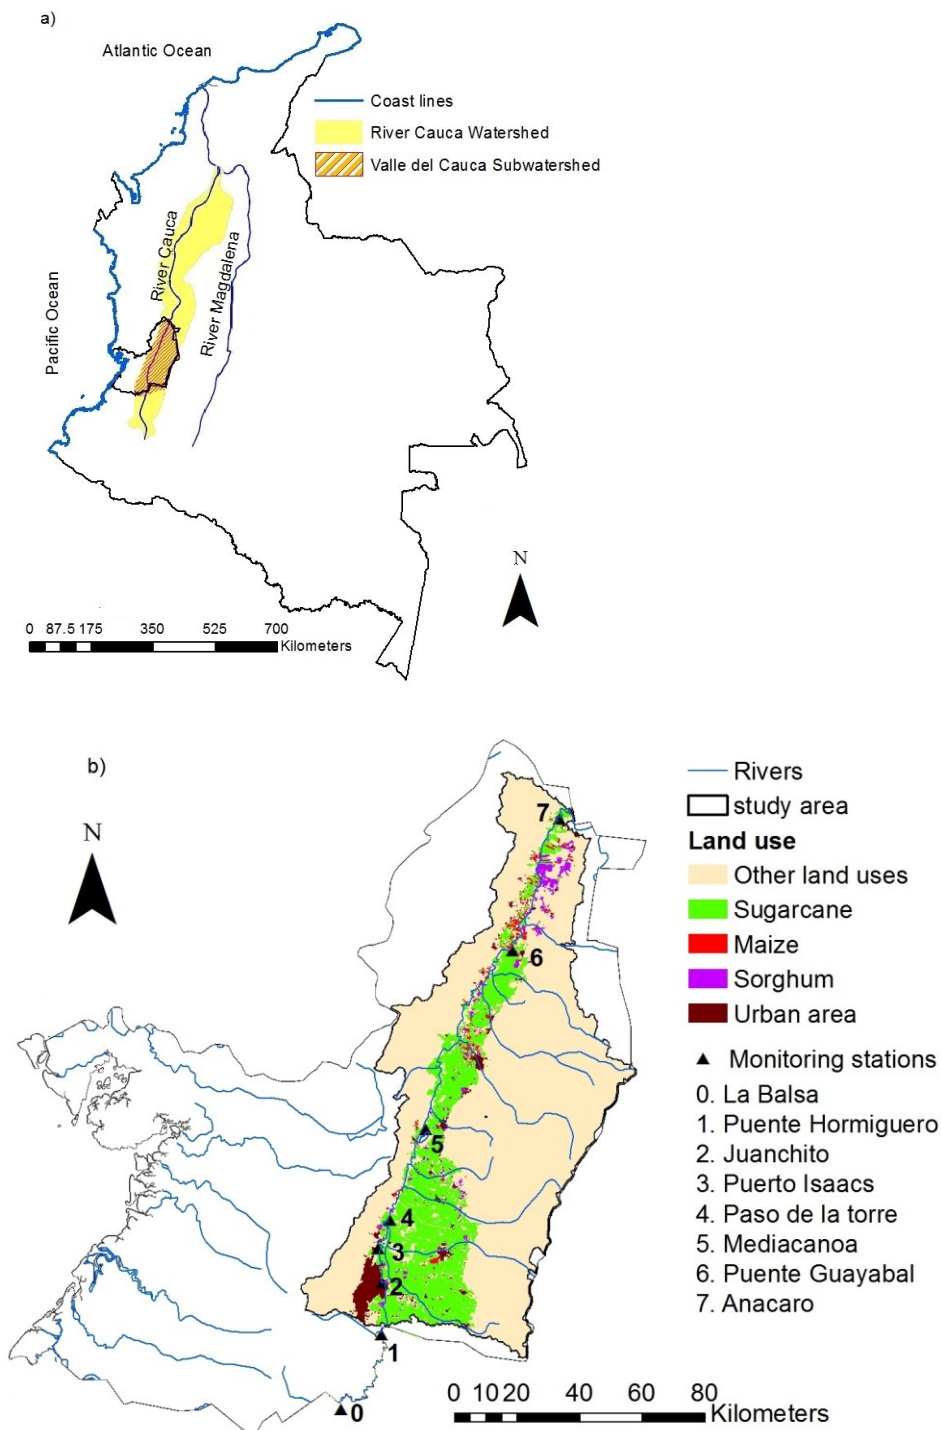 a)
Atlantic Ocean
Coast lines
River Cauca Watershed
Valle del Cauca Subwatershed
River Cauca
River Magdalena
Pacific Ocean
N
0 87.5 175 350 525 700
Kilometers
b)
N
Rivers
study area
Land use
Other land uses
Sugarcane
Maize
Sorghum
Urban area
Monitoring stations
0. La Balsa
1. Puente Hormiguero
2. Juanchito
3. Puerto Isaacs
4. Paso de la torre
5. Mediacanoa
6. Puente Guayabal
7. Anacaro
7
6
5
4
3
2
1
0
0 10 20 40 60 80
Kilometers